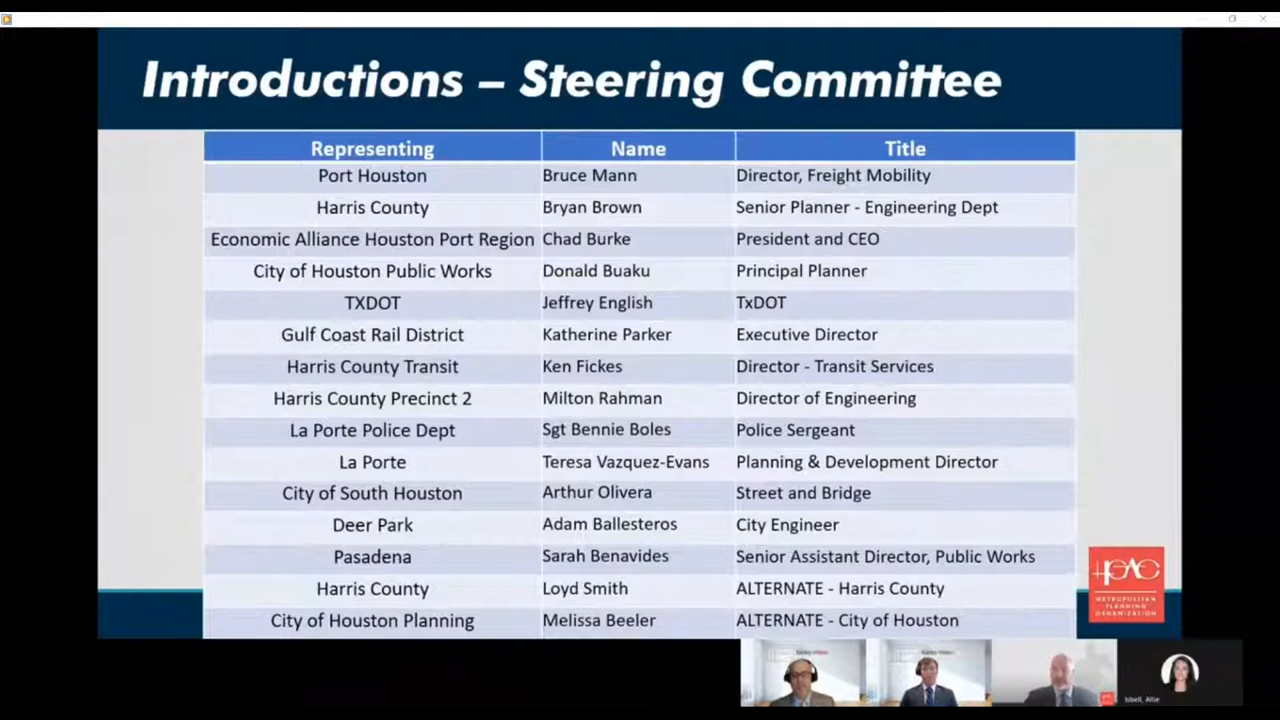 Introductions – Steering Committee
Representing Name Title
Port Houston Bruce Mann Director, Freight Mobility
Harris County Bryan Brown Senior Planner - Engineering Dept
Economic Alliance Houston Port Region Chad Burke President and CEO
City of Houston Public Works Donald Buaku Principal Planner
TXDOT Jeffrey English TxDOT
Gulf Coast Rail District Katherine Parker Executive Director
Harris County Transit Ken Fickes Director - Transit Services
Harris County Precinct 2 Milton Rahman Director of Engineering
La Porte Police Dept Sgt Bennie Boles Police Sergeant
La Porte Teresa Vazquez-Evans Planning & Development Director
City of South Houston Arthur Olivera Street and Bridge
Deer Park Adam Ballesteros City Engineer
Pasadena Sarah Benavides Senior Assistant Director, Public Works
Harris County Loyd Smith ALTERNATE - Harris County
City of Houston Planning Melissa Beeler ALTERNATE - City of Houston
METROPOLITAN
PLANNING
ORGANIZATION
Isbell, Allie